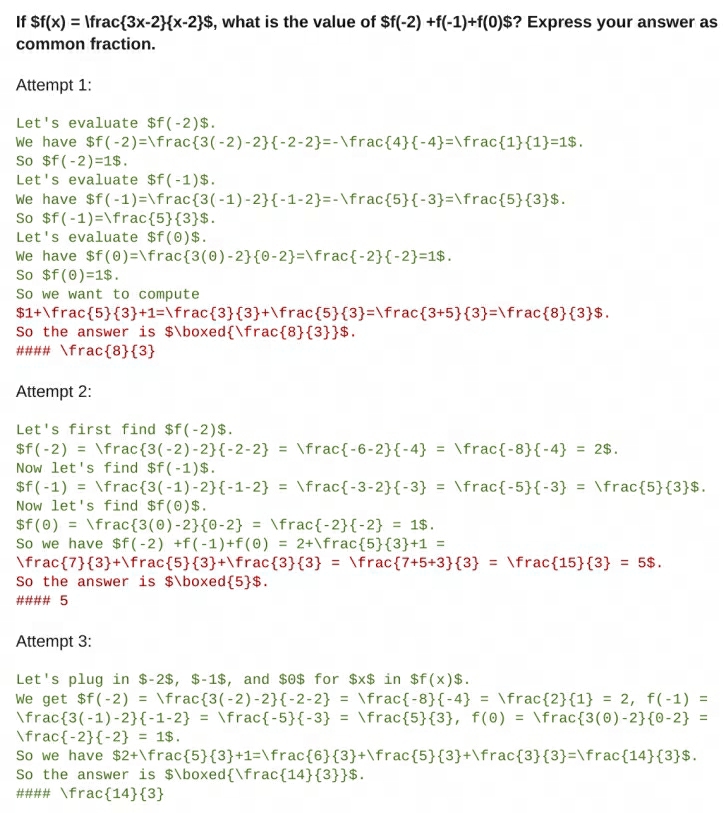 If $f(x) = \frac{3x-2}{x-2}$, what is the value of $f(-2) +f(-1)+f(0)$? Express your answer as
common fraction.
Attempt 1:
Let's evaluate $f(-2)$.
We have $f(-2)=\frac{3(-2)-2}{-2-2}=-\frac{4}{-4}=\frac{1}{1}=1$.
So $f(-2)=1$.
Let's evaluate $f(-1)$.
We have $f(-1)=\frac{3(-1)-2}{-1-2}=-\frac{5}{-3}=\frac{5}{3}$.
So $f(-1)=\frac{5}{3}$.
Let's evaluate $f(0)$.
We have $f(0)=\frac{3(0)-2}{0-2}=\frac{-2}{-2}=1$.
So $f(0)=1$.
So we want to compute
$1+\frac{5}{3}+1=\frac{3}{3}+\frac{5}{3}=\frac{3+5}{3}=\frac{8}{3}$.
So the answer is $\boxed{\frac{8}{3}}$.
#### \frac{8}{3}
Attempt 2:
Let's first find $f(-2)$.
$f(-2) = \frac{3(-2)-2}{-2-2} = \frac{-6-2}{-4} = \frac{-8}{-4} = 2$.
Now let's find $f(-1)$.
$f(-1) = \frac{3(-1)-2}{-1-2} = \frac{-3-2}{-3} = \frac{-5}{-3} = \frac{5}{3}$.
Now let's find $f(0)$.
$f(0) = \frac{3(0)-2}{0-2} = \frac{-2}{-2} = 1$.
So we have $f(-2) +f(-1)+f(0) = 2+\frac{5}{3}+1 =
\frac{7}{3}+\frac{5}{3}+\frac{3}{3} = \frac{7+5+3}{3} = \frac{15}{3} = 5$.
So the answer is $\boxed{5}$.
#### 5
Attempt 3:
Let's plug in $-2$, $-1$, and $0$ for $x$ in $f(x)$.
We get $f(-2) = \frac{3(-2)-2}{-2-2} = \frac{-8}{-4} = \frac{2}{1} = 2, f(-1) =
\frac{3(-1)-2}{-1-2} = \frac{-5}{-3} = \frac{5}{3}, f(0) = \frac{3(0)-2}{0-2} =
\frac{-2}{-2} = 1$.
So we have $2+\frac{5}{3}+1=\frac{6}{3}+\frac{5}{3}+\frac{3}{3}=\frac{14}{3}$.
So the answer is $\boxed{\frac{14}{3}}$.
#### \frac{14}{3}